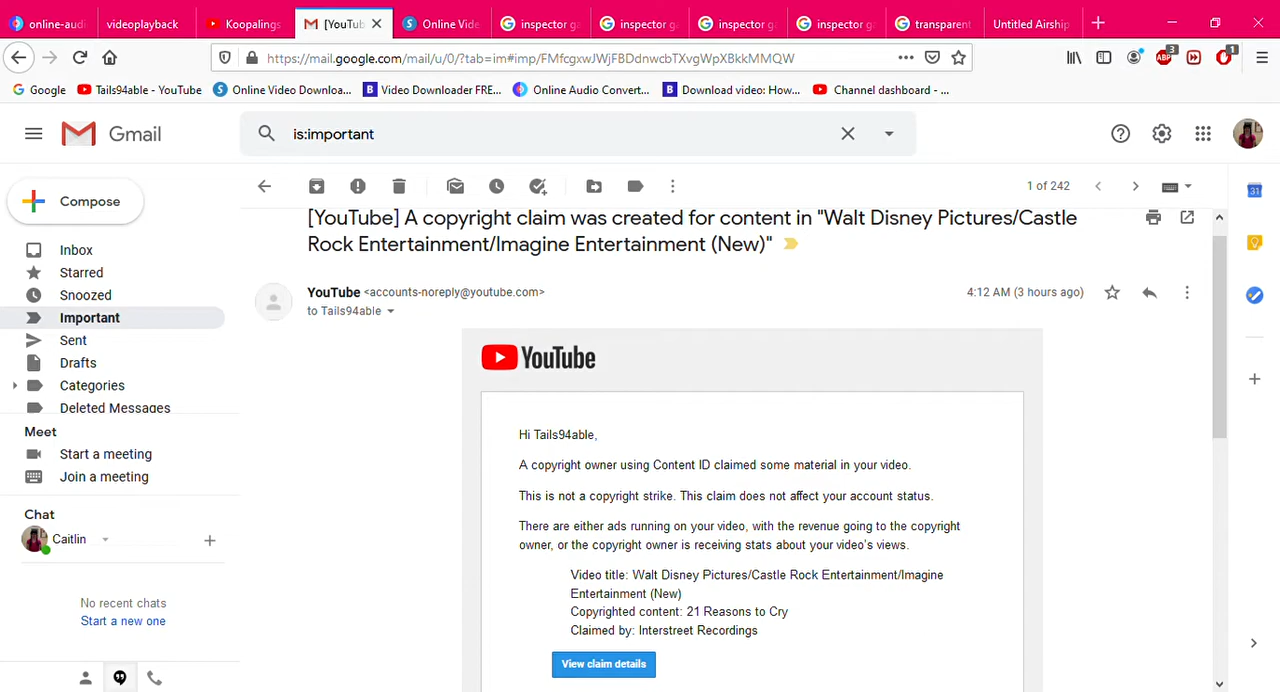 online-audi
videoplayback
Koopalings
[YouTub
Online Vide
inspector ga
inspector ga
inspector ga
inspector ga
transparent
Untitled Airship
https://mail.google.com/mail/u/0/?tab=im#imp/FMfcgxwJWjFBDdnwcbTXvgWpXBkkMMQW
ABP
3
1
Google
Tails94able - YouTube
Online Video Downloa...
Video Downloader FRE...
Online Audio Convert...
Download video: How...
Channel dashboard - ...
Gmail
is:important
Compose
1 of 242
31
[YouTube] A copyright claim was created for content in "Walt Disney Pictures/Castle
Rock Entertainment/Imagine Entertainment (New)"
Inbox
Starred
Snoozed
Important
Sent
Drafts
Categories
Deleted Messages
Meet
Start a meeting
Join a meeting
Chat
Caitlin
No recent chats
Start a new one
YouTube <accounts-noreply@youtube.com>
4:12 AM (3 hours ago)
to Tails94able
YouTube
Hi Tails94able,
A copyright owner using Content ID claimed some material in your video.
This is not a copyright strike. This claim does not affect your account status.
There are either ads running on your video, with the revenue going to the copyright
owner, or the copyright owner is receiving stats about your video's views.
Video title: Walt Disney Pictures/Castle Rock Entertainment/Imagine
Entertainment (New)
Copyrighted content: 21 Reasons to Cry
Claimed by: Interstreet Recordings
View claim details